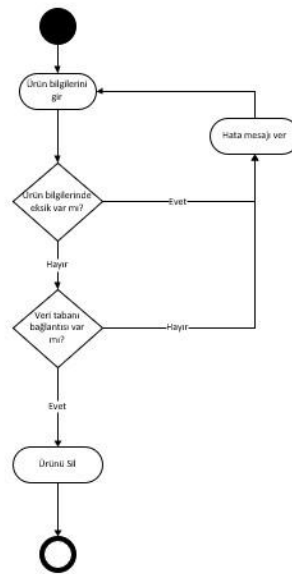 Ürün bilgilerini
gir
Hata mesajı ver
Ürün bilgilerinde
eksik var mı?
Evet
Hayır
Veri tabanı
bağlantısı var
mı?
Hayır
Evet
Ürünü Sil